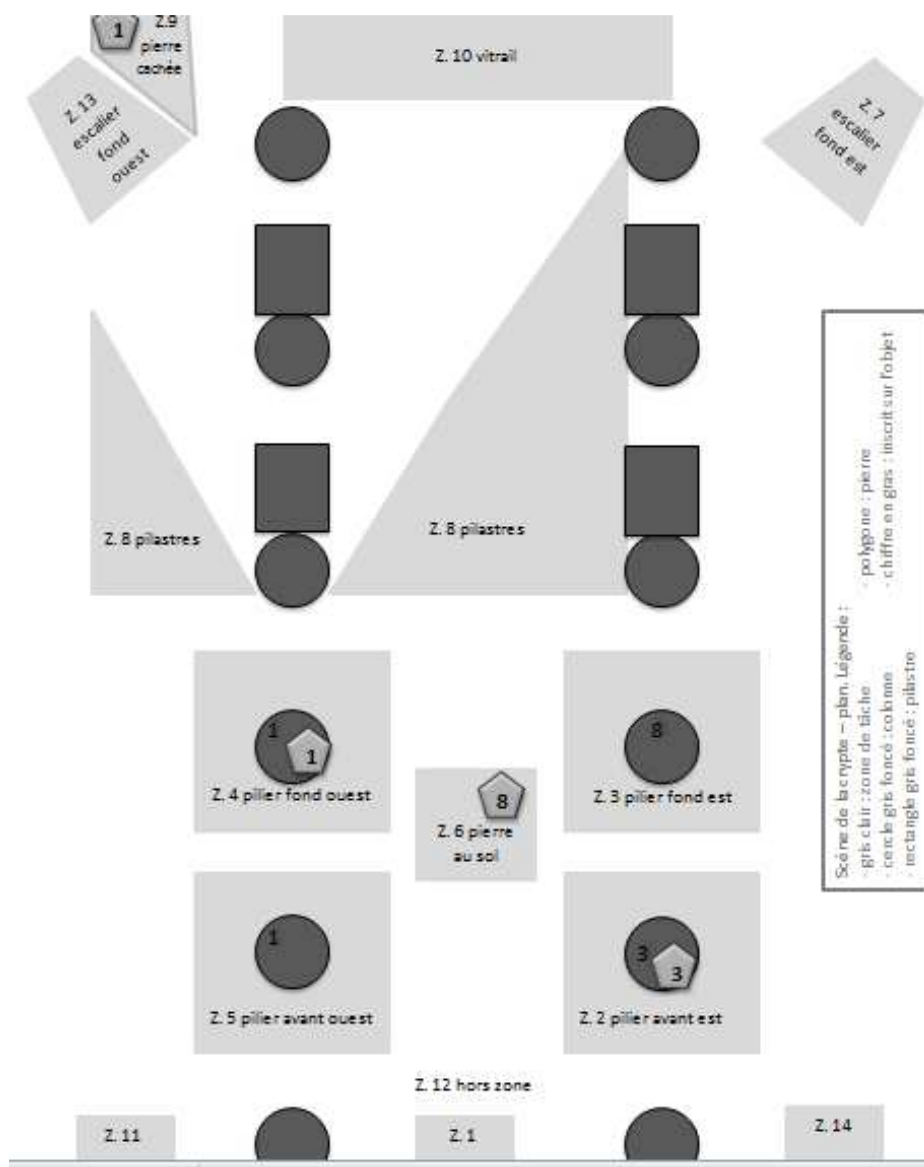 1
Z.9
pierre
cachée
Z. 10 vitrail
Z. 13
escalier
fond
ouest
Z. 7
escalier
fond est
Z. 8 pilastres
Z. 8 pilastres
Scène de la crypte – plan. Légende :
- gris clair : zone de tâche
- cercle gris foncé : colonne
- rectangle gris foncé : pilastre
- polygone : pierre
- chiffre en gras : inscrit sur l'objet
1
1
Z. 4 pilier fond ouest
8
Z. 3 pilier fond est
8
Z. 6 pierre
au sol
1
Z. 5 pilier avant ouest
3
3
Z. 2 pilier avant est
Z. 12 hors zone
Z. 11
Z. 1
Z. 14